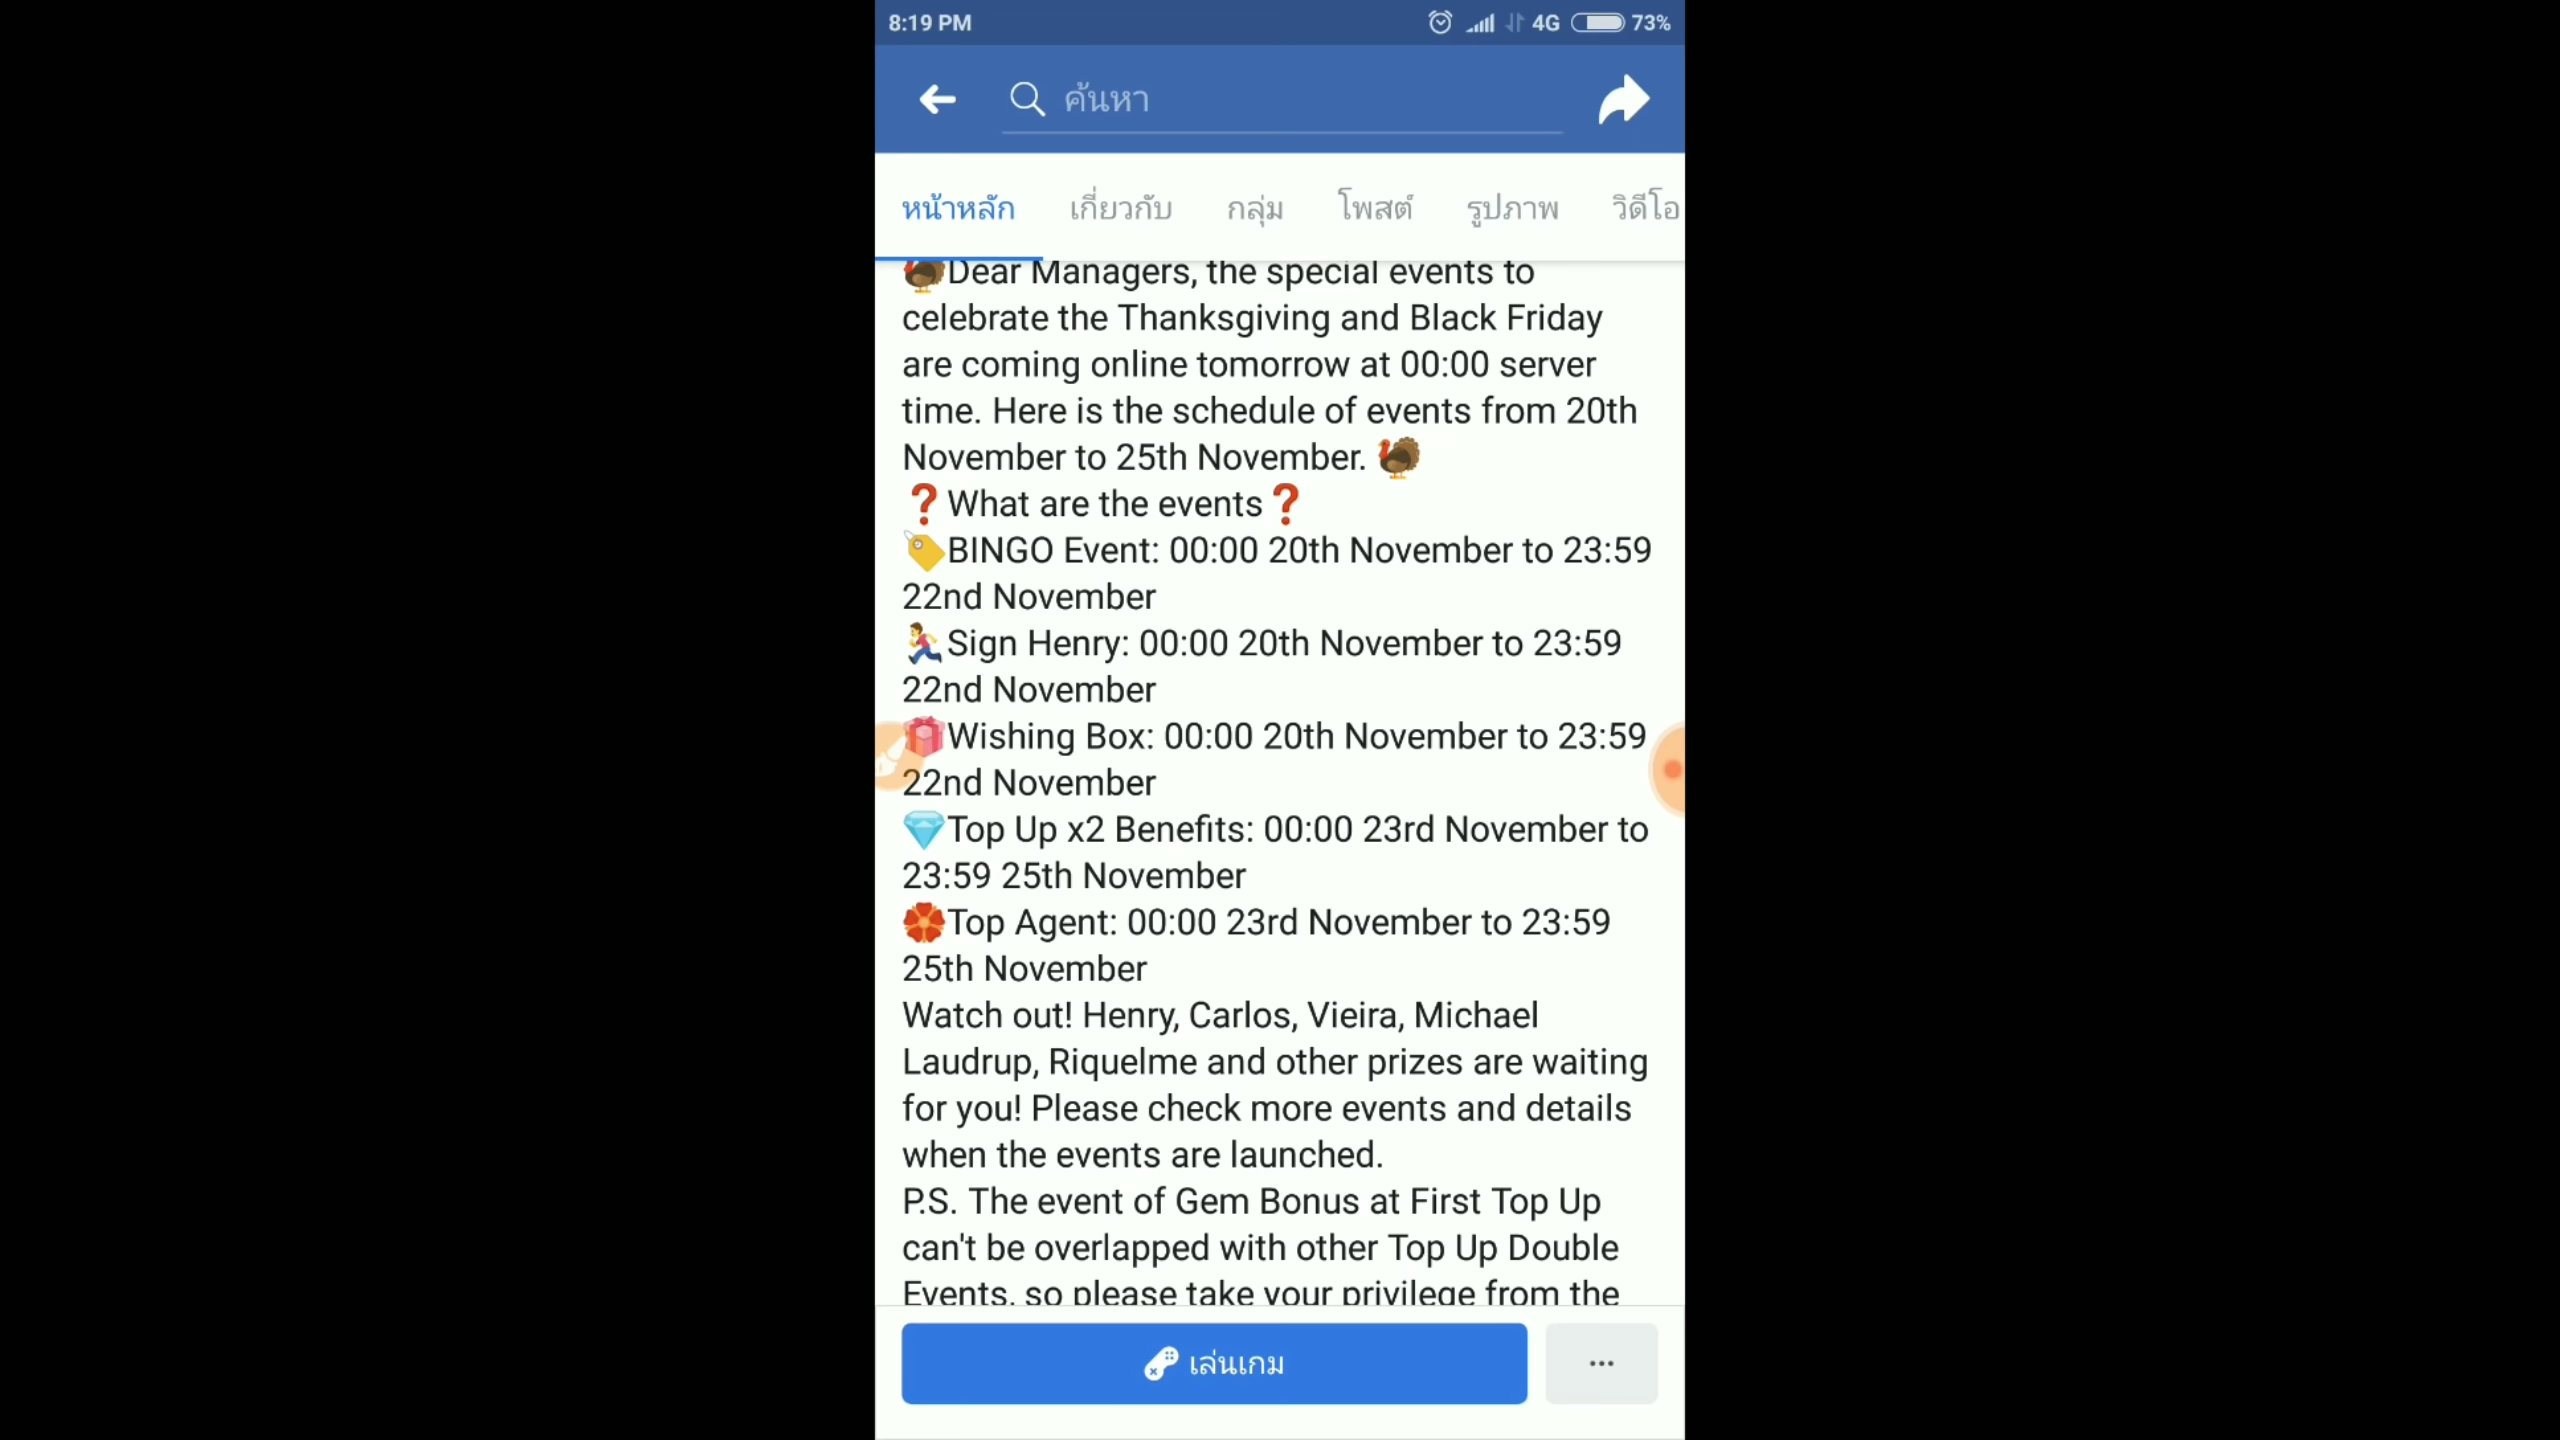 8:19 PM 4G 73%
ค้นหา
หน้าหลัก เกี่ยวกับ กลุ่ม โพสต์ รูปภาพ วิดีโอ
🦃Dear Managers, the special events to
celebrate the Thanksgiving and Black Friday
are coming online tomorrow at 00:00 server
time. Here is the schedule of events from 20th
November to 25th November. 🦃
❓What are the events❓
🏷️BINGO Event: 00:00 20th November to 23:59
22nd November
🏃Sign Henry: 00:00 20th November to 23:59
22nd November
🎁Wishing Box: 00:00 20th November to 23:59
22nd November
💎Top Up x2 Benefits: 00:00 23rd November to
23:59 25th November
🏵️Top Agent: 00:00 23rd November to 23:59
25th November
Watch out! Henry, Carlos, Vieira, Michael
Laudrup, Riquelme and other prizes are waiting
for you! Please check more events and details
when the events are launched.
P.S. The event of Gem Bonus at First Top Up
can't be overlapped with other Top Up Double
Events, so please take your privilege from the
เล่นเกม